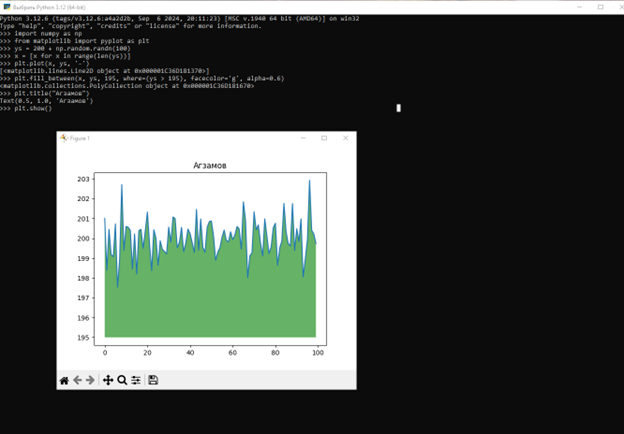 Выбрать Python 3.12 (64-bit)
Python 3.12.6 (tags/v3.12.6:a4a2d2b, Sep  6 2024, 20:11:23) [MSC v.1940 64 bit (AMD64)] on win32
Type "help", "copyright", "credits" or "license" for more information.
>>> import numpy as np
>>> from matplotlib import pyplot as plt
>>> ys = 200 + np.random.randn(100)
>>> x = [x for x in range(len(ys))]
>>> plt.plot(x, ys, '-')
[<matplotlib.lines.Line2D object at 0x000001C36D181370>]
>>> plt.fill_between(x, ys, 195, where=(ys > 195), facecolor='g', alpha=0.6)
<matplotlib.collections.PolyCollection object at 0x000001C36D181670>
>>> plt.title("Агзамов")
Text(0.5, 1.0, 'Агзамов')
>>> plt.show()
Figure 1
Агзамов
203
202
201
200
199
198
197
196
195
0 20 40 60 80 100